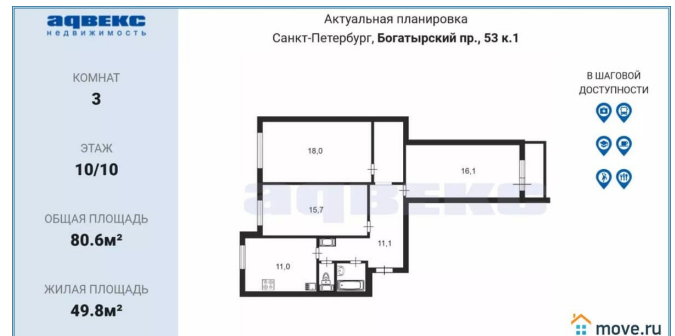 адвекс
недвижимость
КОМНАТ
3
ЭТАЖ
10/10
ОБЩАЯ ПЛОЩАДЬ
80.6м²
ЖИЛАЯ ПЛОЩАДЬ
49.8м²
Актуальная планировка
Санкт-Петербург, Богатырский пр., 53 к.1
18,0
16,1
15,7
11,1
11,0
адвекс
В ШАГОВОЙ
ДОСТУПНОСТИ
move.ru